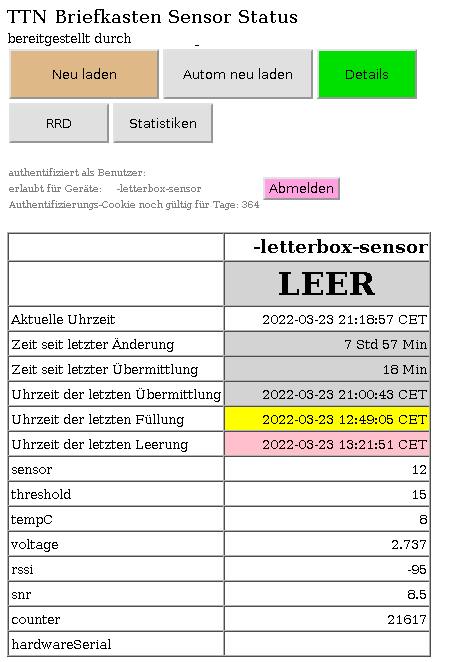 TTN Briefkasten Sensor Status
bereitgestellt durch
Neu laden Autom neu laden Details
RRD Statistiken
authentifiziert als Benutzer:
erlaubt für Geräte: -letterbox-sensor Abmelden
Authentifizierungs-Cookie noch gültig für Tage: 364
-letterbox-sensor
LEER
Aktuelle Uhrzeit 2022-03-23 21:18:57 CET
Zeit seit letzter Änderung 7 Std 57 Min
Zeit seit letzter Übermittlung 18 Min
Uhrzeit der letzten Übermittlung 2022-03-23 21:00:43 CET
Uhrzeit der letzten Füllung 2022-03-23 12:49:05 CET
Uhrzeit der letzten Leerung 2022-03-23 13:21:51 CET
sensor 12
threshold 15
tempC 8
voltage 2.737
rssi -95
snr 8.5
counter 21617
hardwareSerial